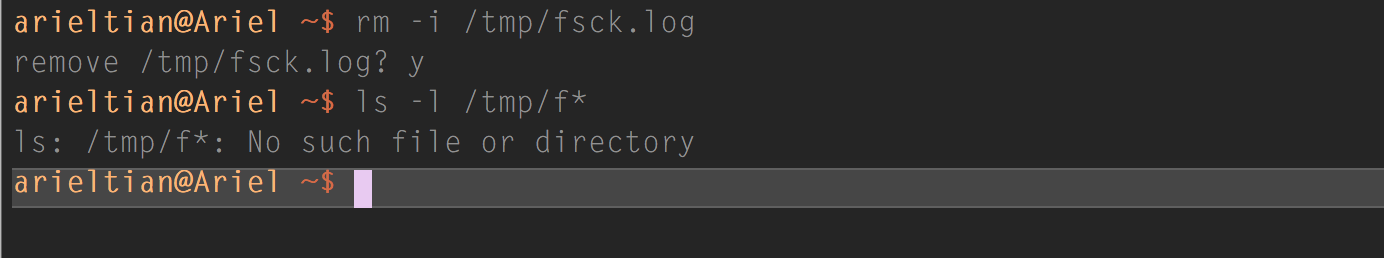 arieltian@Ariel ~$ rm -i /tmp/fsck.log
remove /tmp/fsck.log? y
arieltian@Ariel ~$ ls -l /tmp/f*
ls: /tmp/f*: No such file or directory
arieltian@Ariel ~$